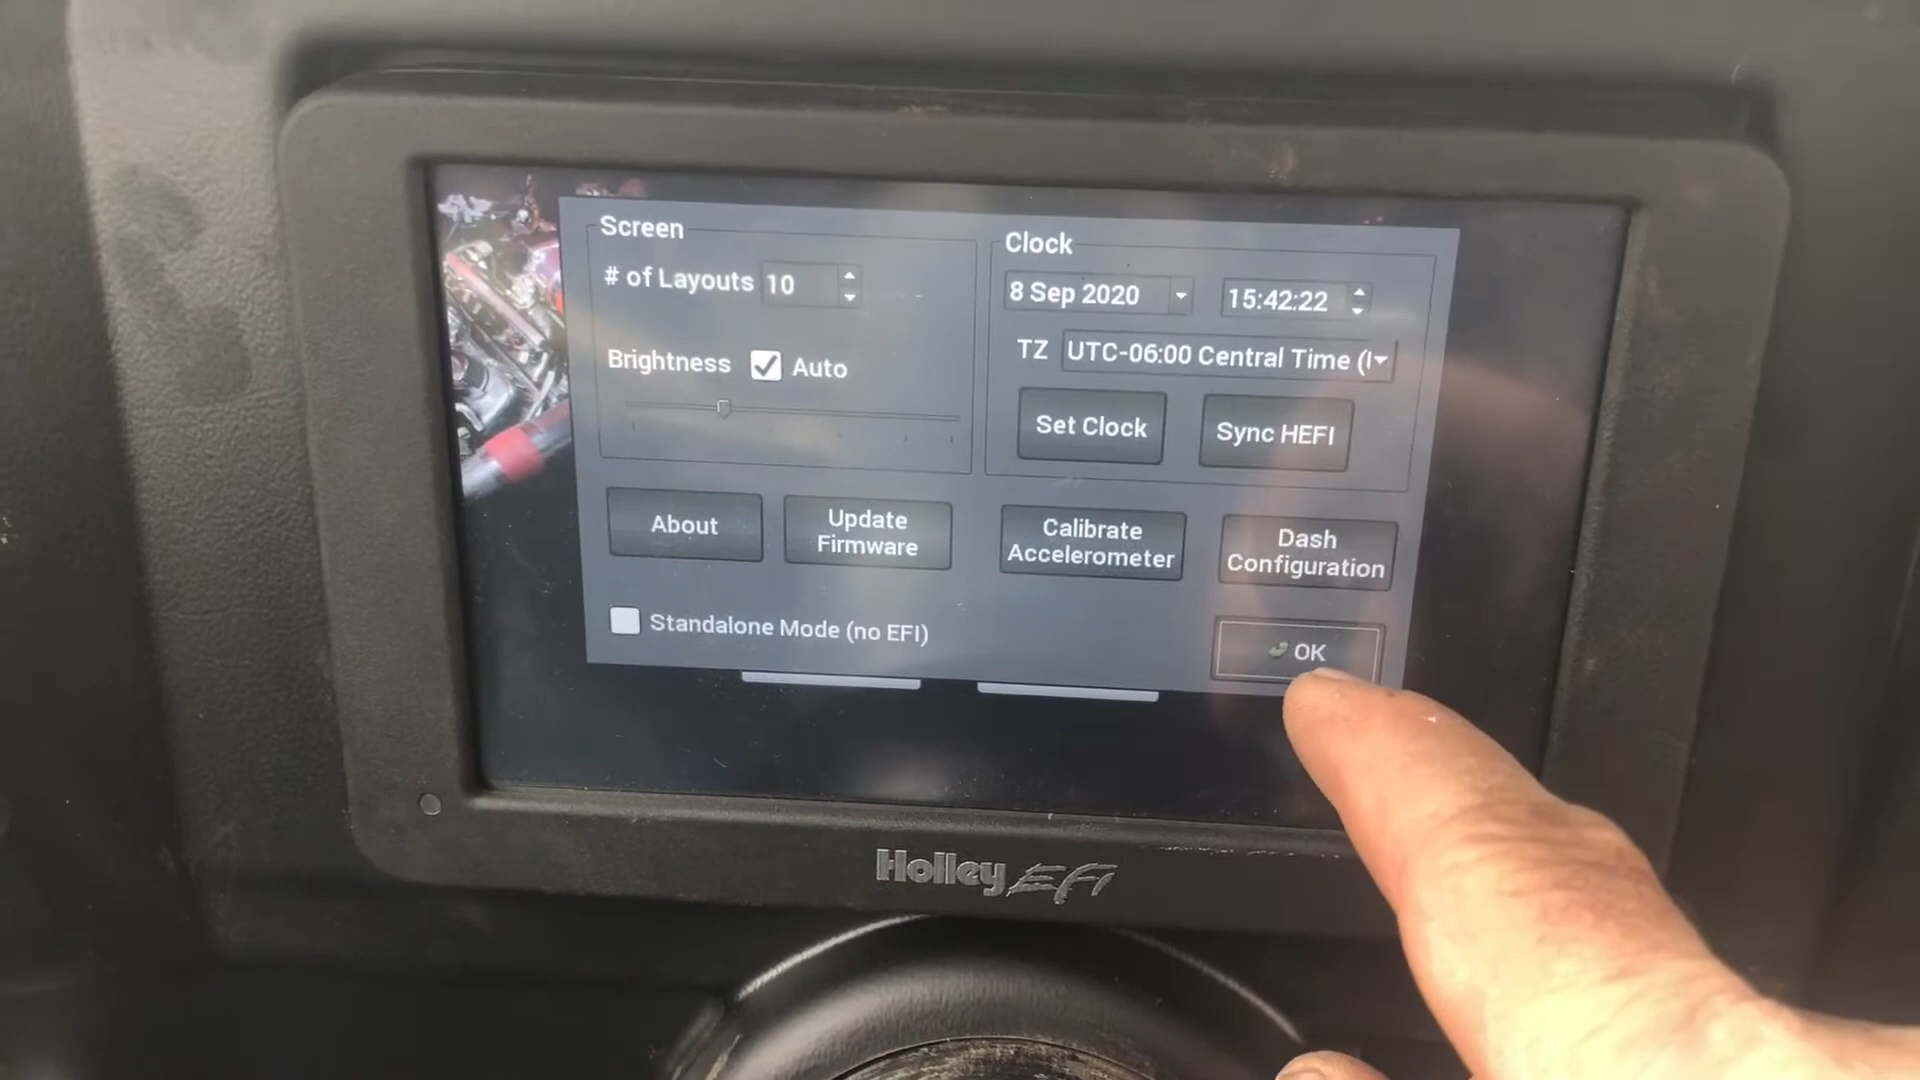 Screen
# of Layouts 10
Brightness Auto
Clock
8 Sep 2020 15:42:22
TZ UTC-06:00 Central Time (
Set Clock
Sync HEFI
About
Update
Firmware
Calibrate
Accelerometer
Dash
Configuration
Standalone Mode (no EFI)
OK
Holley EFI